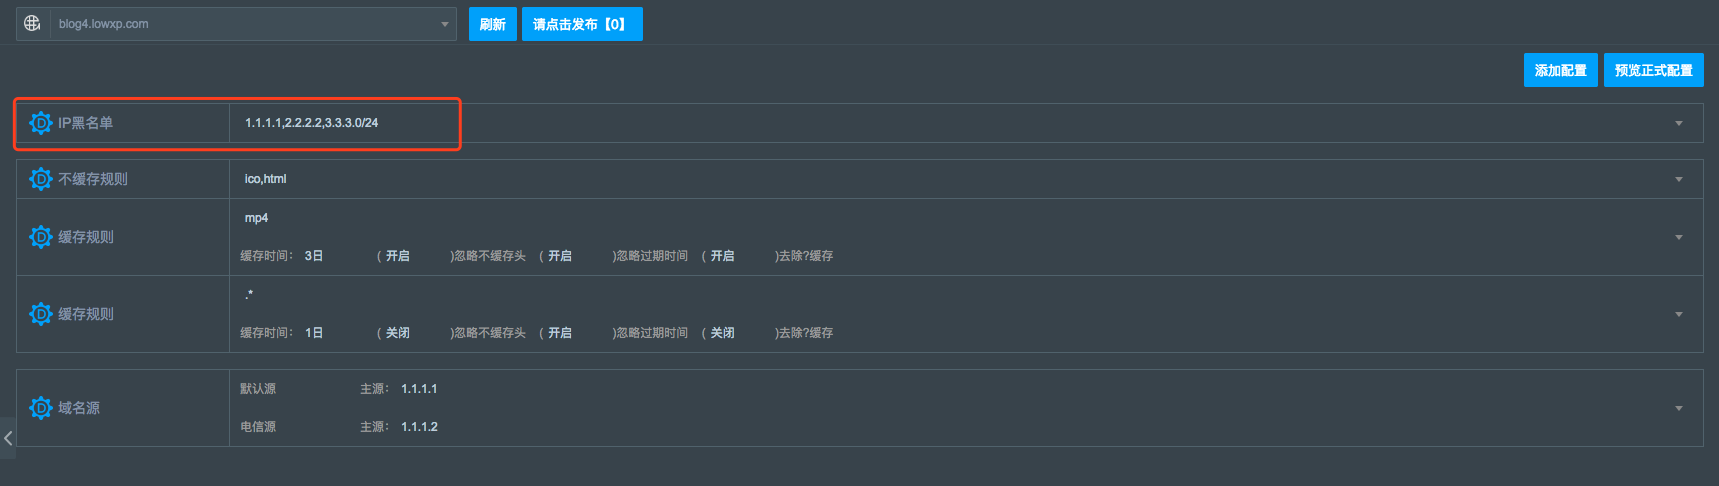 blog4.lowxp.com 刷新 请点击发布【0】
添加配置 预览正式配置
IP黑名单 1.1.1.1,2.2.2.2,3.3.3.0/24
不缓存规则 ico,html
mp4
缓存规则
缓存时间： 3日 ( 开启 )忽略不缓存头 ( 开启 )忽略过期时间 ( 开启 )去除?缓存
.*
缓存规则
缓存时间： 1日 ( 关闭 )忽略不缓存头 ( 开启 )忽略过期时间 ( 关闭 )去除?缓存
默认源 主源： 1.1.1.1
域名源
电信源 主源： 1.1.1.2